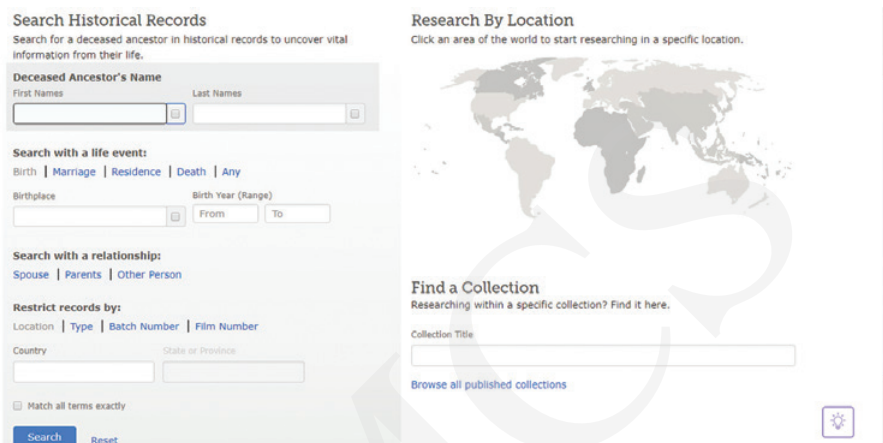 Search Historical Records
Search for a deceased ancestor in historical records to uncover vital
information from their life.
Deceased Ancestor's Name
First Names Last Names
Search with a life event:
Birth | Marriage | Residence | Death | Any
Birthplace Birth Year (Range)
From To
Search with a relationship:
Spouse | Parents | Other Person
Restrict records by:
Location | Type | Batch Number | Film Number
Country State or Province
Match all terms exactly
Search Reset
Research By Location
Click an area of the world to start researching in a specific location.
Find a Collection
Researching within a specific collection? Find it here.
Collection Title
Browse all published collections
MCS